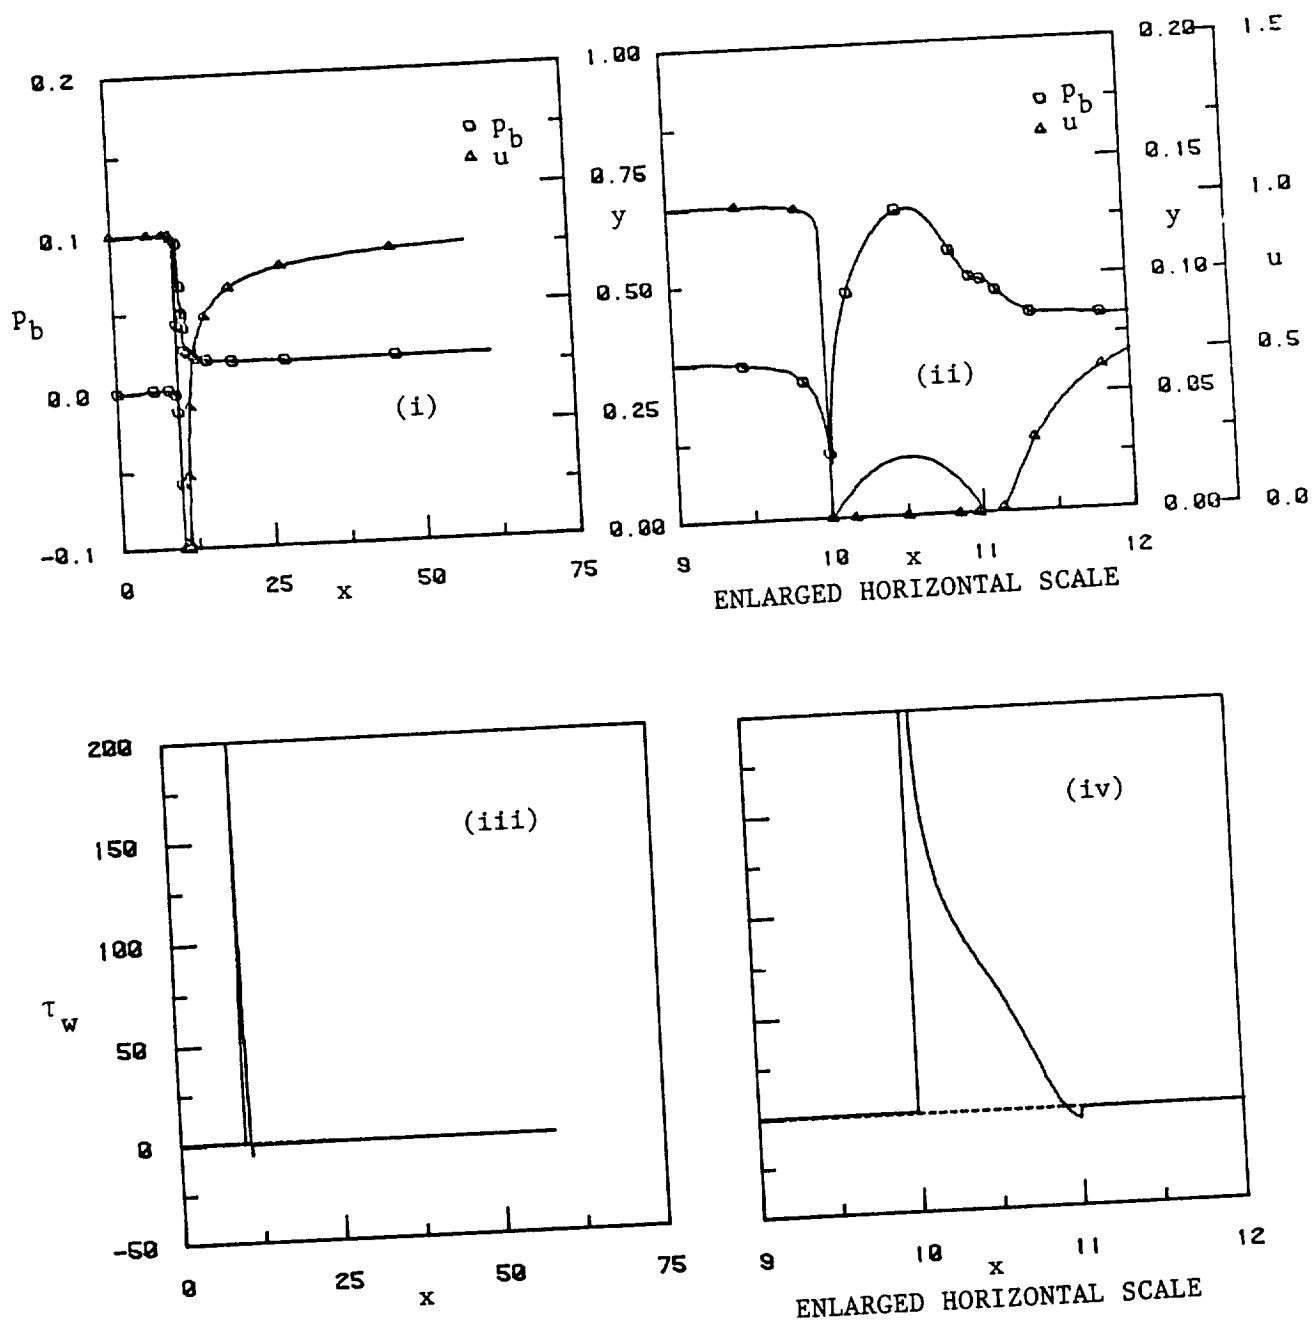 0.2
0.1
p_b
0.0
-0.1
p_b
u
(i)
0 25 x 50 75
1.00
0.75
y
0.50
0.25
0.00
p_b
u
(ii)
9 10 x 11 12
ENLARGED HORIZONTAL SCALE
0.20
0.15
y
0.10
0.05
0.00
1.5
1.0
u
0.5
0.0
200
150
100
τ_w
50
0
-50
(iii)
0 25 x 50 75
(iv)
9 10 x 11 12
ENLARGED HORIZONTAL SCALE